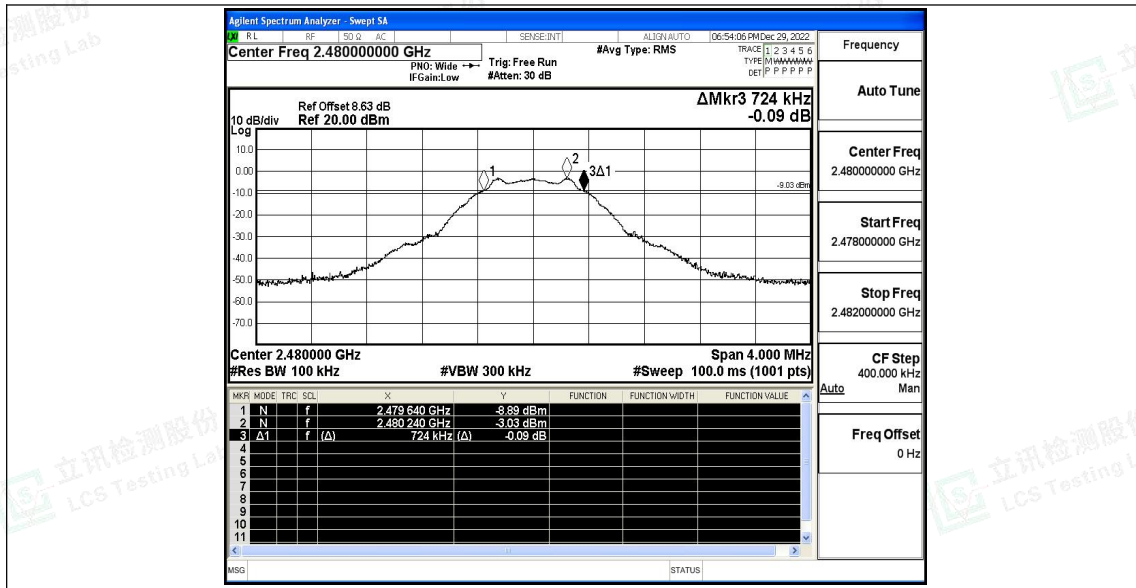 Agilent Spectrum Analyzer - Swept SA
RL RF 50 Ω AC SENSE:INT ALIGN AUTO 06:54:06 PM Dec 29, 2022
Center Freq 2.480000000 GHz
#Avg Type: RMS
TRACE 1 2 3 4 5 6
PNO: Wide
Trig: Free Run
TYPE M
IFGain:Low
#Atten: 30 dB
DET P P P P P P
Frequency
Auto Tune
Center Freq
2.480000000 GHz
Start Freq
2.478000000 GHz
Stop Freq
2.482000000 GHz
CF Step
400.000 kHz
Auto Man
Freq Offset
0 Hz
ΔMkr3 724 kHz
-0.09 dB
Ref Offset 8.63 dB
10 dB/div Ref 20.00 dBm
Log
10.0
0.00
-10.0
-20.0
-30.0
-40.0
-50.0
-60.0
-70.0
1
2
3Δ1
-9.03 dBm
Center 2.480000 GHz Span 4.000 MHz
#Res BW 100 kHz #VBW 300 kHz #Sweep 100.0 ms (1001 pts)
MKR MODE TRC SCL X Y FUNCTION FUNCTION WIDTH FUNCTION VALUE
1 N f 2.479 640 GHz -8.89 dBm
2 N f 2.480 240 GHz -3.03 dBm
3 Δ1 f (Δ) 724 kHz (Δ) -0.09 dB
4
5
6
7
8
9
10
11
MSG STATUS
立讯检测股份
LCS Testing Lab
立讯检测股份
LCS Testing L